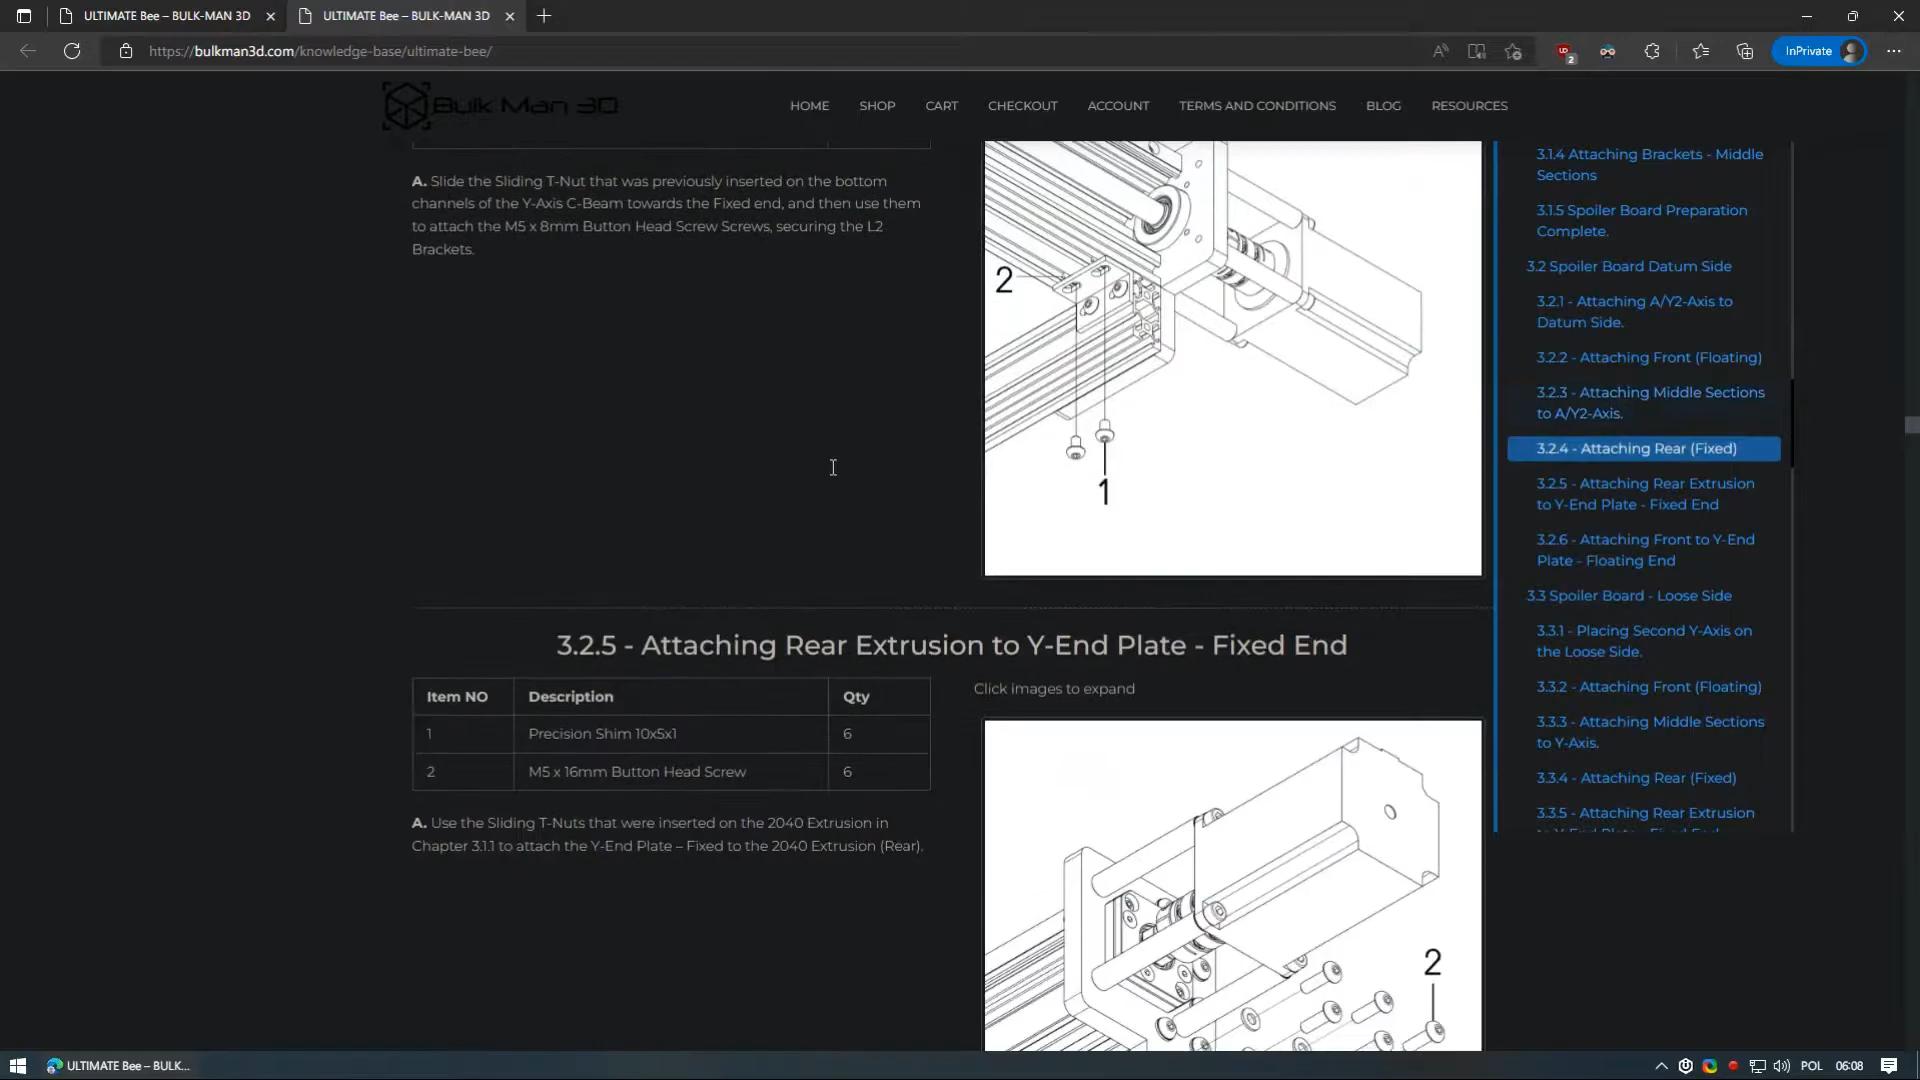 ULTIMATE Bee – BULK-MAN 3D
ULTIMATE Bee – BULK-MAN 3D
https://bulkman3d.com/knowledge-base/ultimate-bee/
2
InPrivate
Bulk Man 3D
HOME
SHOP
CART
CHECKOUT
ACCOUNT
TERMS AND CONDITIONS
BLOG
RESOURCES
A. Slide the Sliding T-Nut that was previously inserted on the bottom
channels of the Y-Axis C-Beam towards the Fixed end, and then use them
to attach the M5 x 8mm Button Head Screw Screws, securing the L2
Brackets.
2
1
3.2.5 - Attaching Rear Extrusion to Y-End Plate - Fixed End
Item NO Description Qty
1 Precision Shim 10x5x1 6
2 M5 x 16mm Button Head Screw 6
A. Use the Sliding T-Nuts that were inserted on the 2040 Extrusion in
Chapter 3.1.1 to attach the Y-End Plate – Fixed to the 2040 Extrusion (Rear).
Click images to expand
2
3.1.4 Attaching Brackets - Middle
Sections
3.1.5 Spoiler Board Preparation
Complete.
3.2 Spoiler Board Datum Side
3.2.1 - Attaching A/Y2-Axis to
Datum Side.
3.2.2 - Attaching Front (Floating)
3.2.3 - Attaching Middle Sections
to A/Y2-Axis.
3.2.4 - Attaching Rear (Fixed)
3.2.5 - Attaching Rear Extrusion
to Y-End Plate - Fixed End
3.2.6 - Attaching Front to Y-End
Plate - Floating End
3.3 Spoiler Board - Loose Side
3.3.1 - Placing Second Y-Axis on
the Loose Side.
3.3.2 - Attaching Front (Floating)
3.3.3 - Attaching Middle Sections
to Y-Axis.
3.3.4 - Attaching Rear (Fixed)
3.3.5 - Attaching Rear Extrusion
to Y-End Plate - Fixed End
ULTIMATE Bee – BULK...
POL
06:08